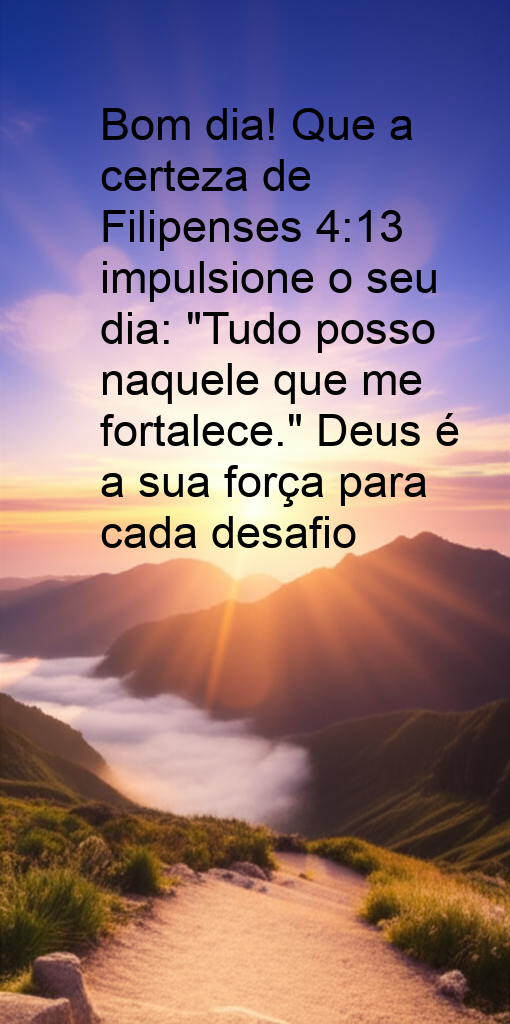 Bom dia! Que a
certeza de
Filipenses 4:13
impulsione o seu
dia: "Tudo posso
naquele que me
fortalece." Deus é
a sua força para
cada desafio